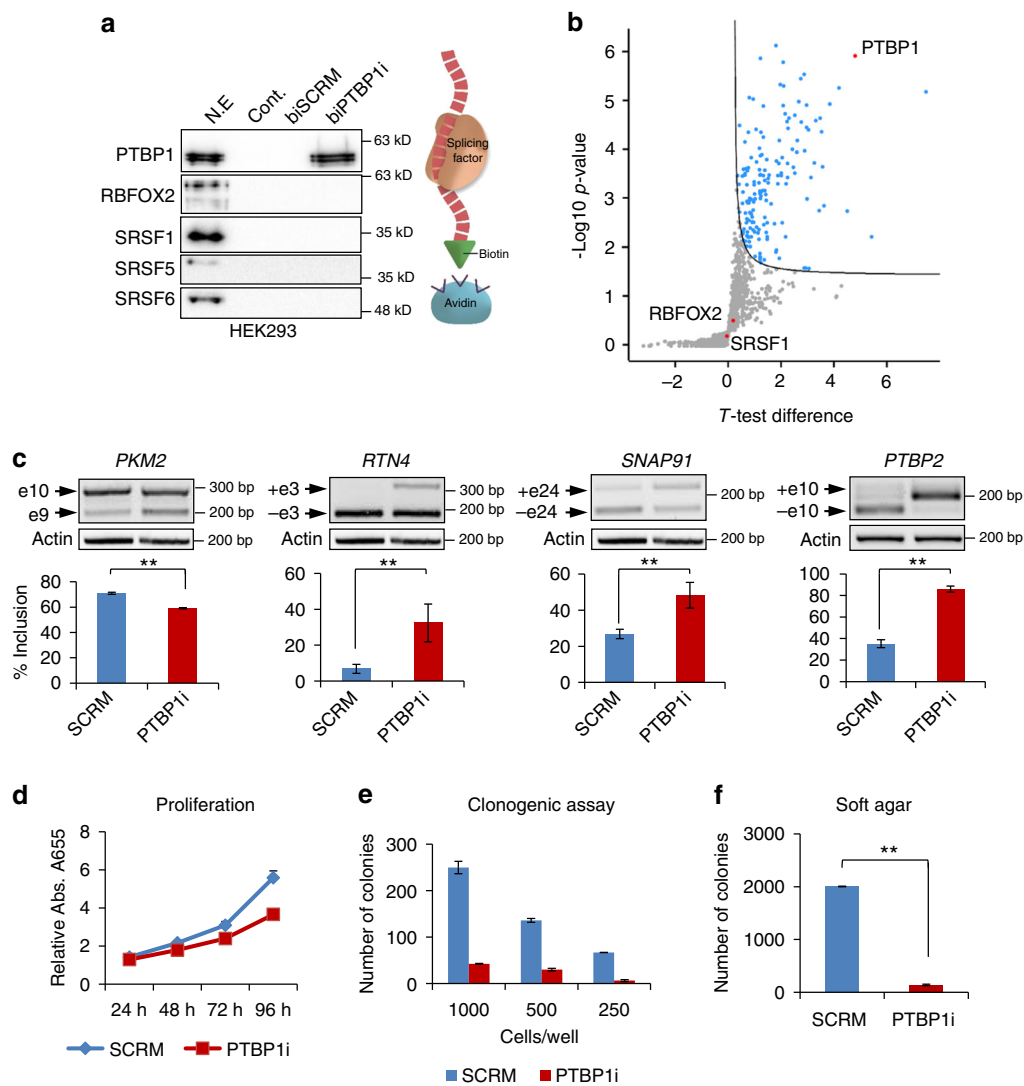 a
N.E
Cont.
biSCRM
biPTBP1i
PTBP1
63 kD
63 kD
RBFOX2
SRSF1
35 kD
SRSF5
35 kD
SRSF6
48 kD
HEK293
Splicing
factor
Biotin
Avidin
b
-Log10 p-value
6
5
4
3
2
1
0
PTBP1
RBFOX2
SRSF1
–2 0 2 4 6
T-test difference
c
PKM2
e10
e9
300 bp
200 bp
Actin
200 bp
% Inclusion
**
80
60
40
20
0
SCRM
PTBP1i
RTN4
+e3
–e3
300 bp
200 bp
Actin
200 bp
**
60
40
20
0
SCRM
PTBP1i
SNAP91
+e24
–e24
200 bp
Actin
200 bp
**
60
40
20
0
SCRM
PTBP1i
PTBP2
+e10
–e10
200 bp
Actin
200 bp
**
100
80
60
40
20
0
SCRM
PTBP1i
d
Proliferation
Relative Abs. A655
8
6
4
2
0
24 h 48 h 72 h 96 h
SCRM PTBP1i
e
Clonogenic assay
Number of colonies
300
200
100
0
1000 500 250
Cells/well
SCRM PTBP1i
f
Soft agar
Number of colonies
3000
2000
1000
0
**
SCRM PTBP1i